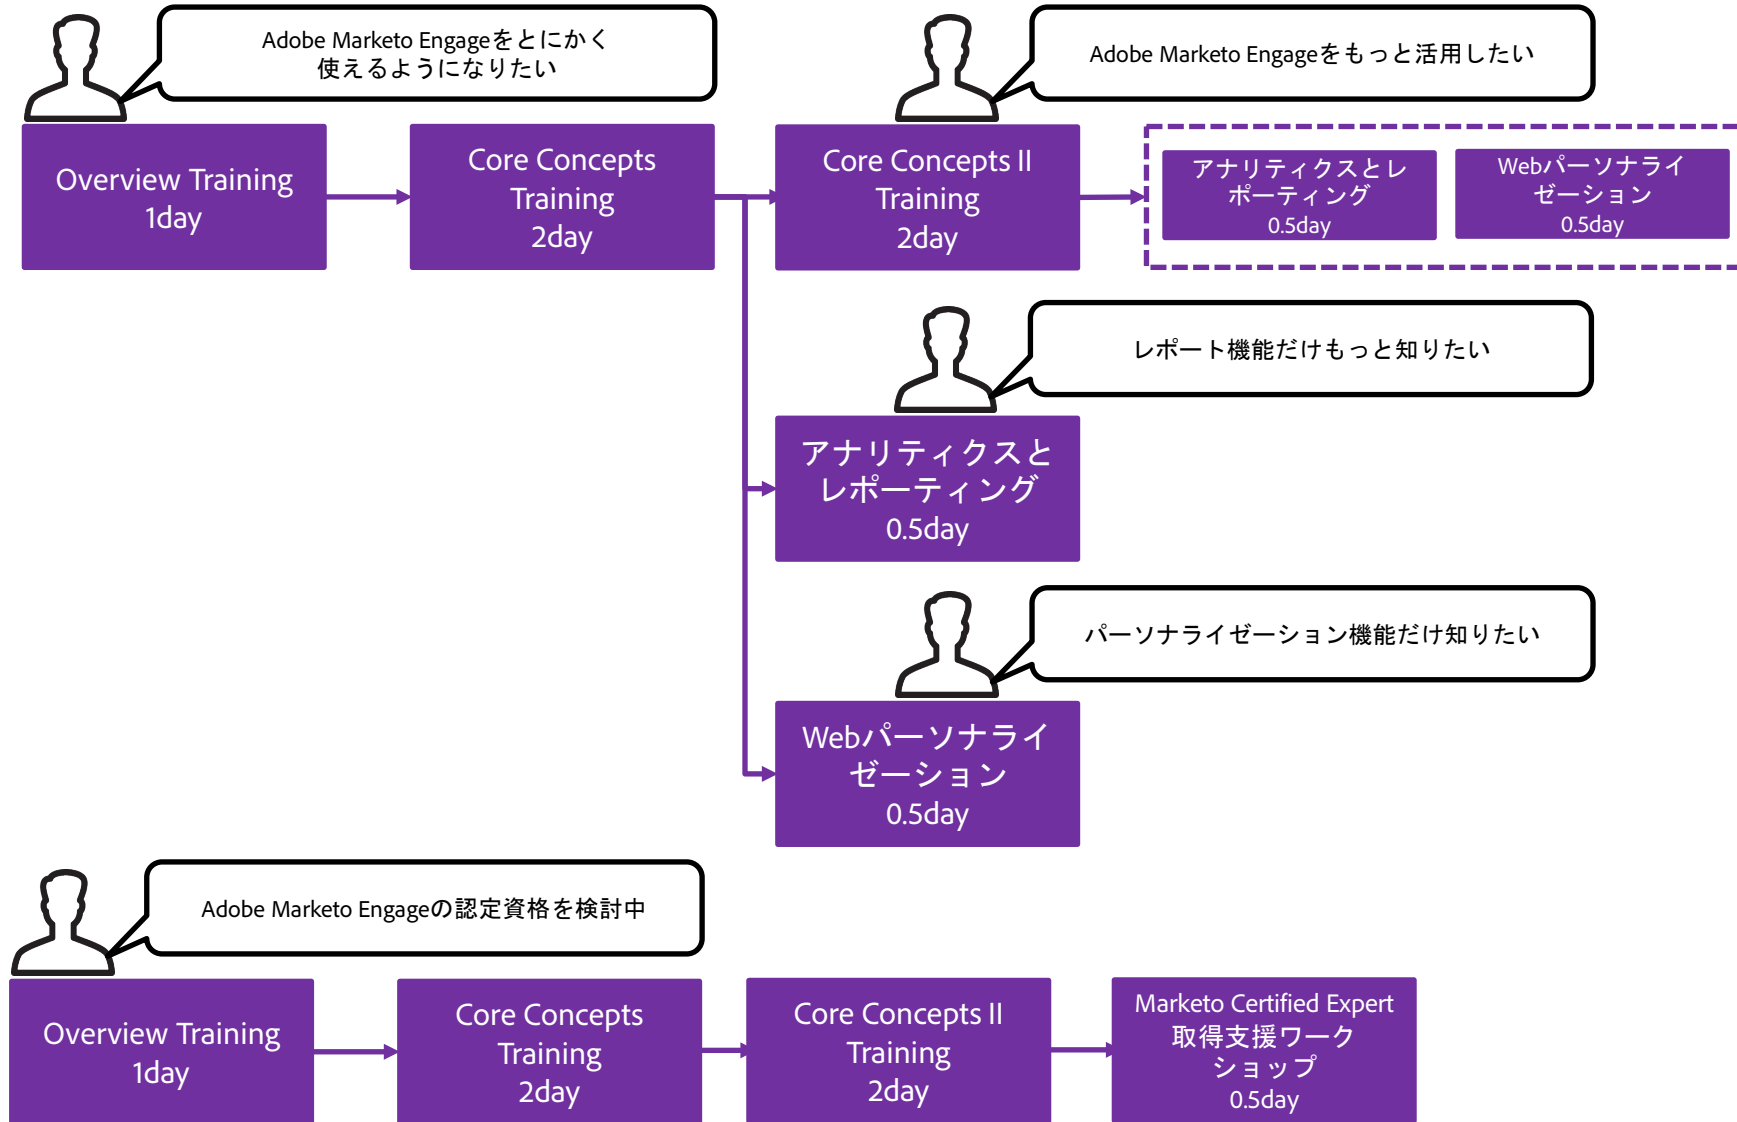 Adobe Marketo Engageをとにかく
使えるようになりたい
Adobe Marketo Engageをもっと活用したい
Overview Training
1day
Core Concepts
Training
2day
Core Concepts II
Training
2day
アナリティクスとレ
ポーティング
0.5day
Webパーソナライ
ゼーション
0.5day
レポート機能だけもっと知りたい
アナリティクスと
レポーティング
0.5day
パーソナライゼーション機能だけ知りたい
Webパーソナライ
ゼーション
0.5day
Adobe Marketo Engageの認定資格を検討中
Overview Training
1day
Core Concepts
Training
2day
Core Concepts II
Training
2day
Marketo Certified Expert
取得支援ワーク
ショップ
0.5day